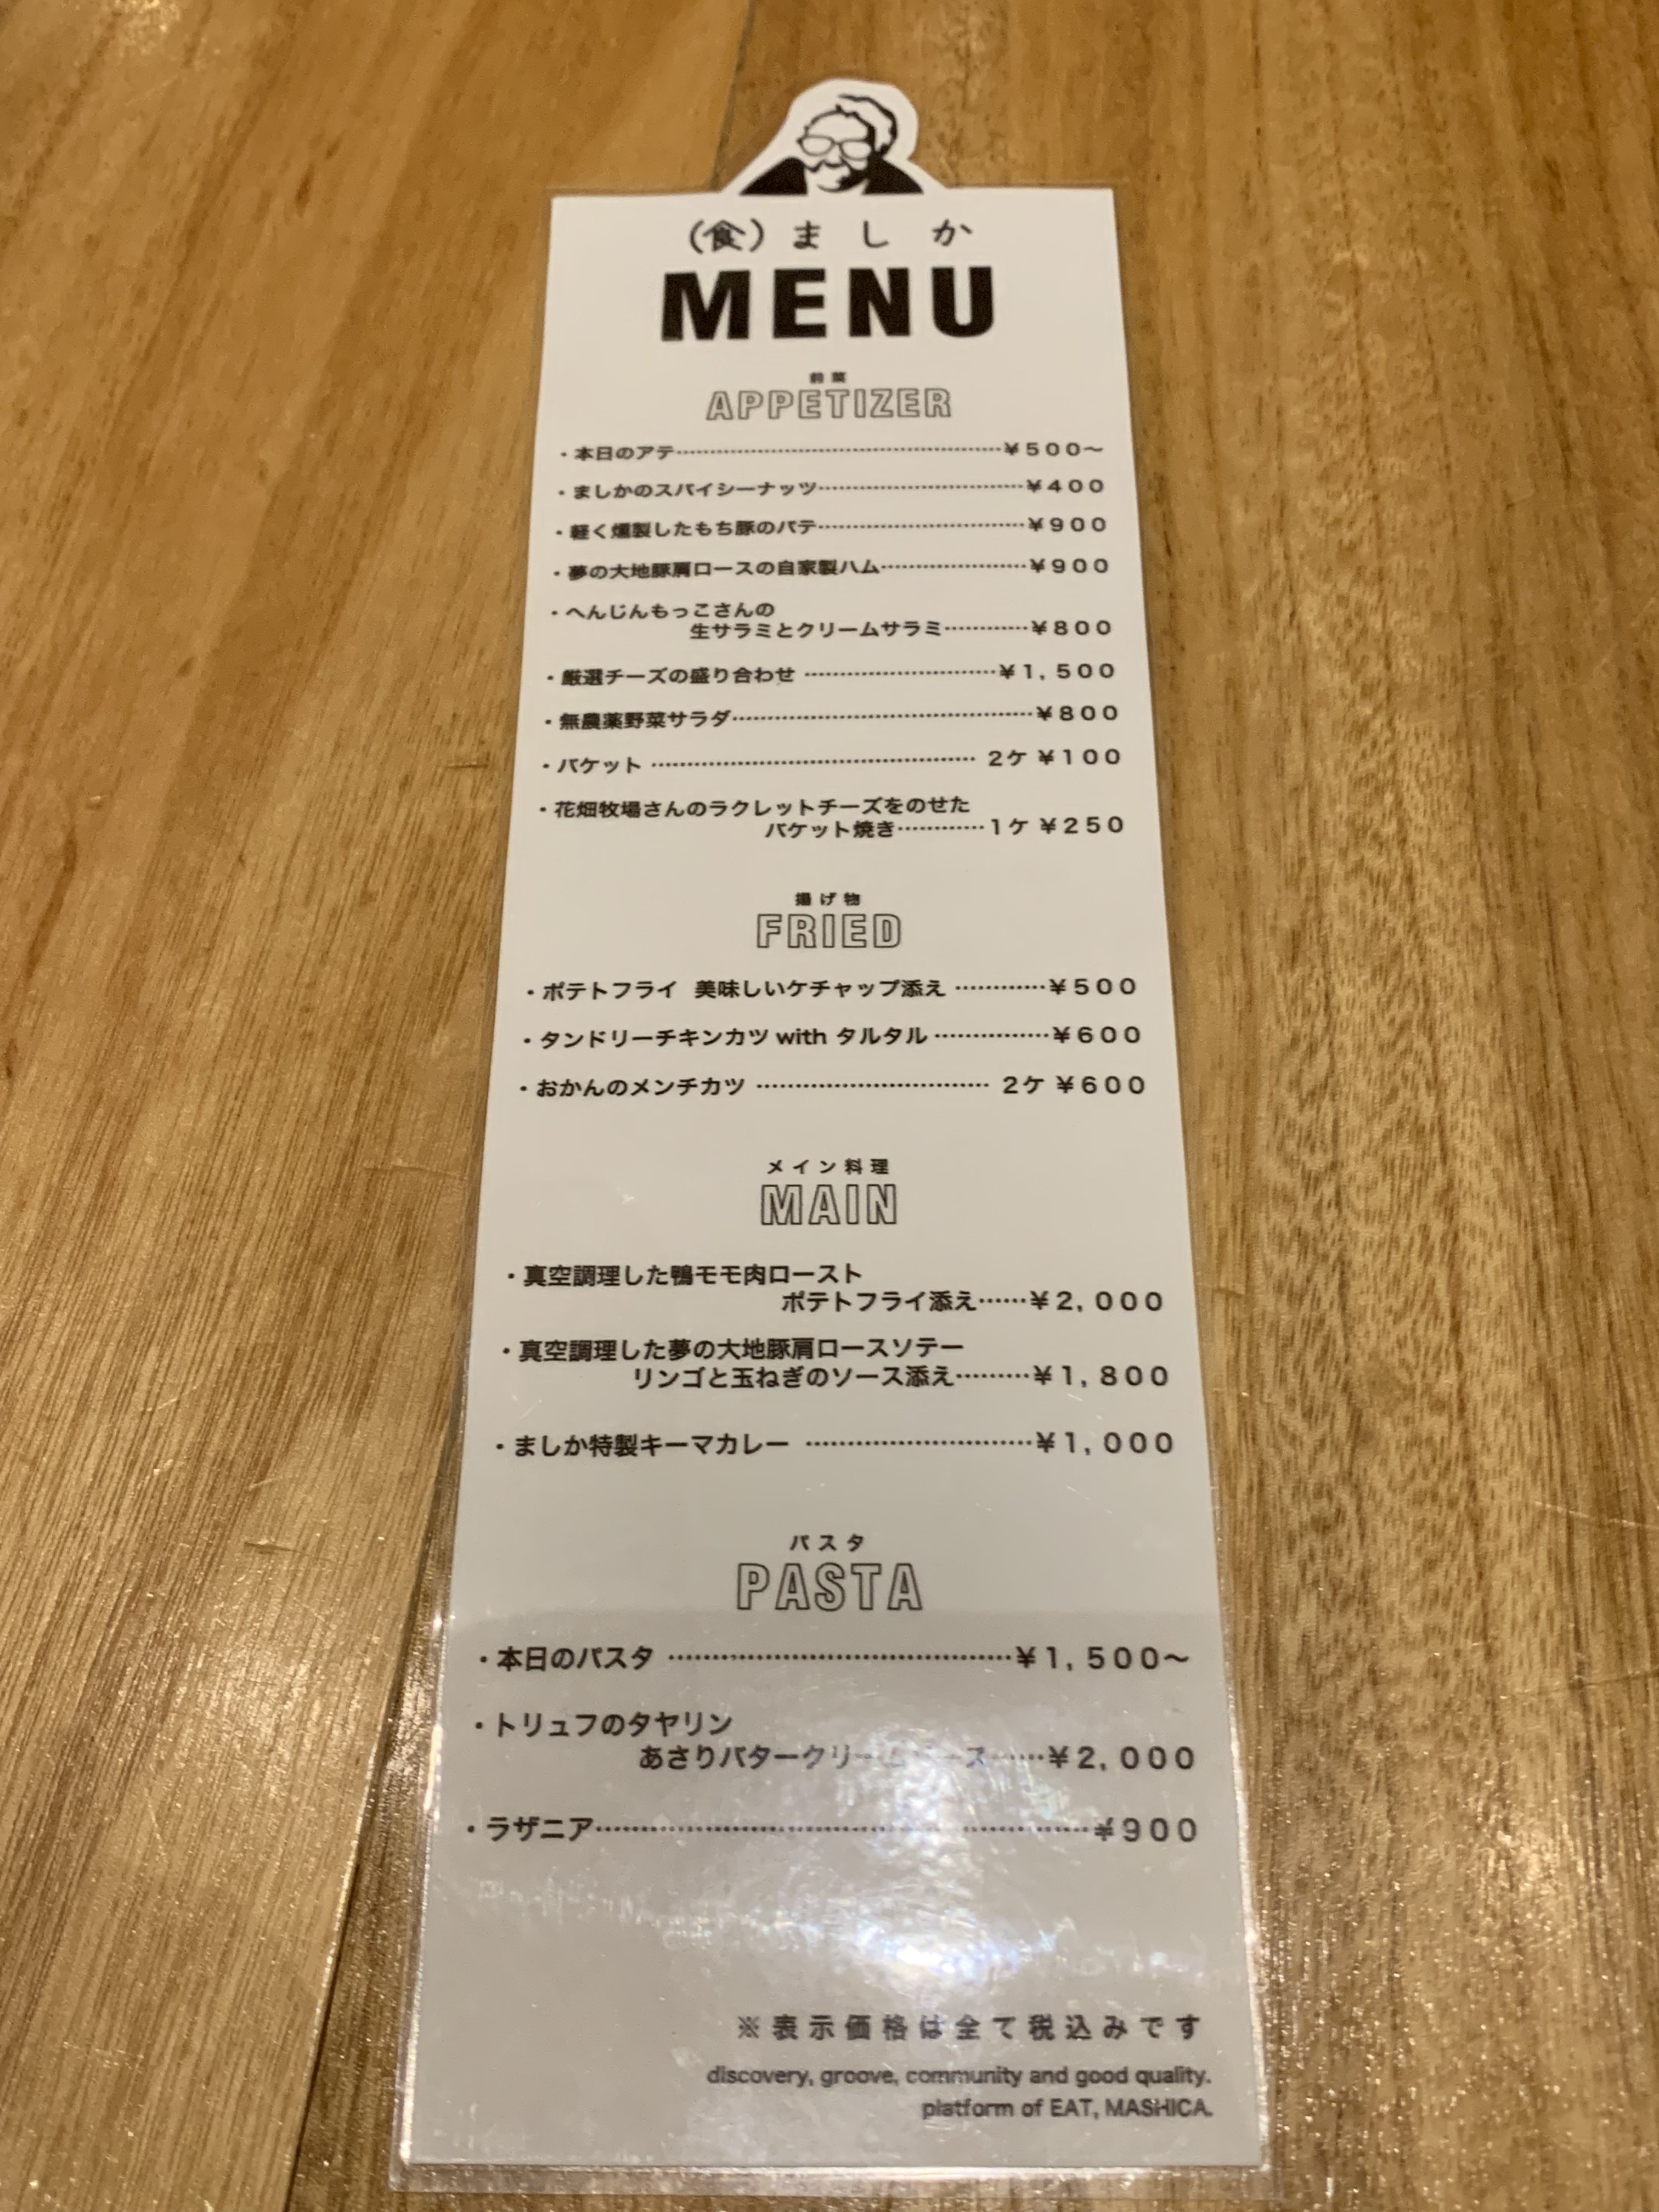 (食)ましか
MENU
前菜
APPETIZER
・本日のアテ……………………………………¥500〜
・ましかのスパイシーナッツ……………………¥400
・軽く燻製したもち豚のパテ……………………¥900
・夢の大地豚肩ロースの自家製ハム……………¥900
・へんじんもっこさんの
生サラミとクリームサラミ…………¥800
・厳選チーズの盛り合わせ……………………¥1,500
・無農薬野菜サラダ………………………………¥800
・バケット………………………………… 2ケ ¥100
・花畑牧場さんのラクレットチーズをのせた
バケット焼き…………1ケ ¥250
揚げ物
FRIED
・ポテトフライ 美味しいケチャップ添え…………¥500
・タンドリーチキンカツ with タルタル……………¥600
・おかんのメンチカツ………………………… 2ケ ¥600
メイン料理
MAIN
・真空調理した鴨モモ肉ロースト
ポテトフライ添え……¥2,000
・真空調理した夢の大地豚肩ロースソテー
リンゴと玉ねぎのソース添え………¥1,800
・ましか特製キーマカレー………………………¥1,000
パスタ
PASTA
・本日のパスタ…………………………………¥1,500〜
・トリュフのタヤリン
あさりバタークリームソース……¥2,000
・ラザニア………………………………………………¥900
※表示価格は全て税込みです
discovery, groove, community and good quality.
platform of EAT, MASHICA.